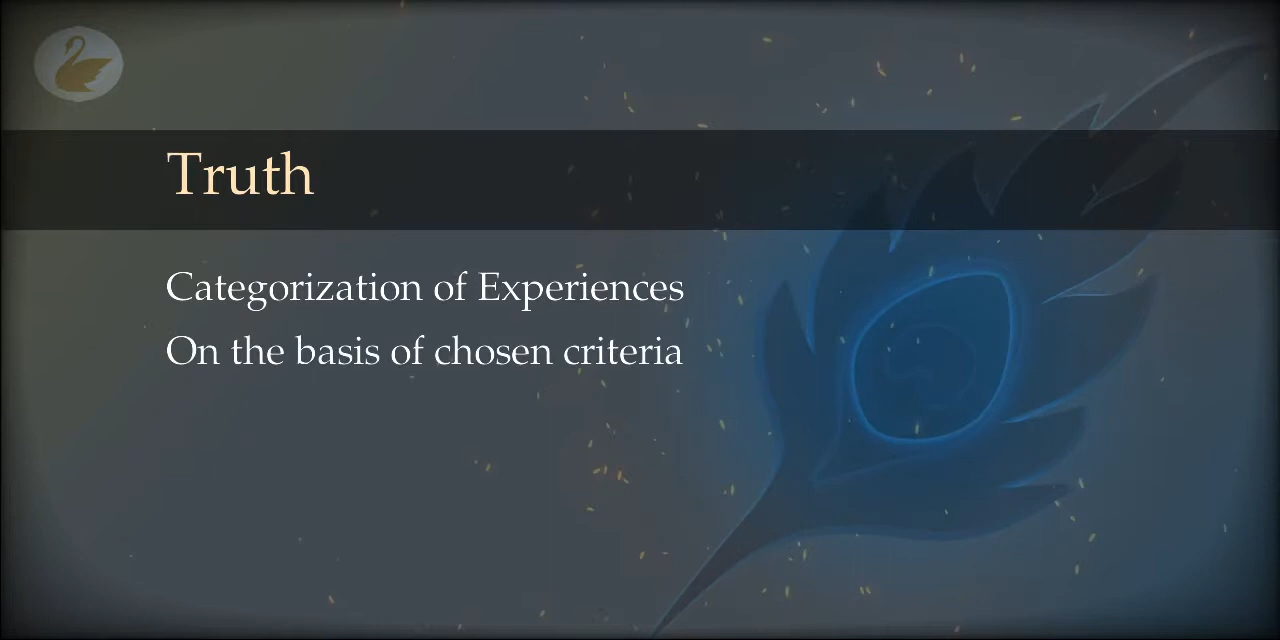 Truth
Categorization of Experiences
On the basis of chosen criteria